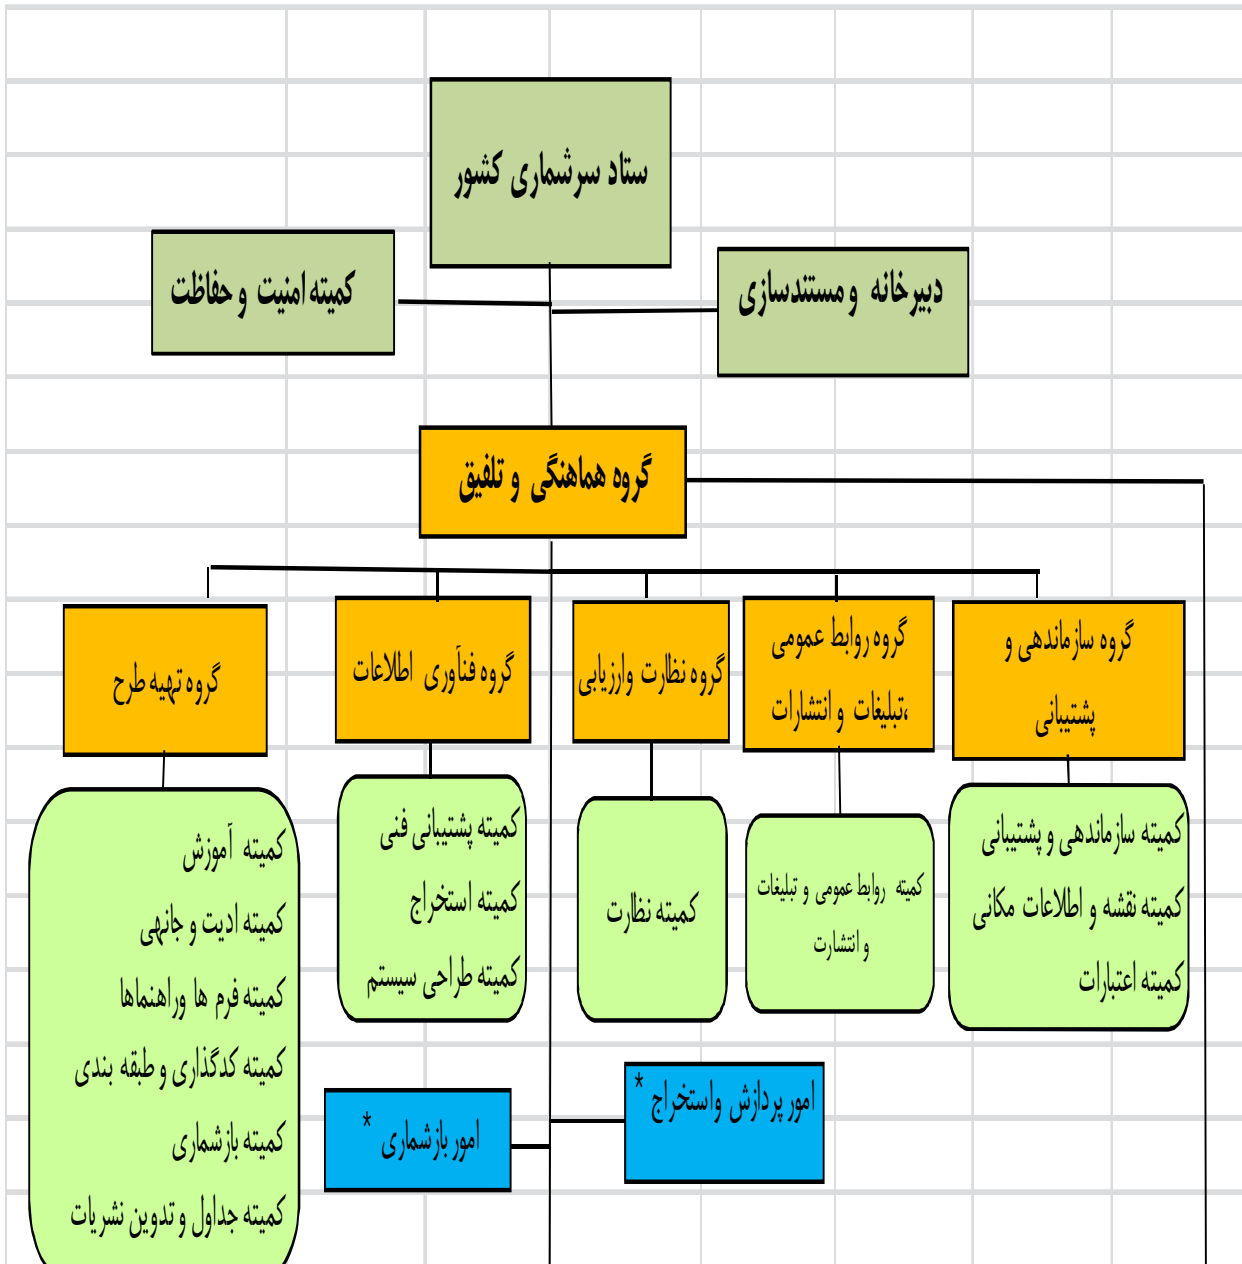 ستاد سرشماری کشور
دبیرخانه و مستندسازی
کمیته امنیت و حفاظت
گروه هماهنگی و تلفیق
گروه سازماندهی و
پشتیبانی
گروه روابط عمومی
،تبلیغات و انتشارات
گروه نظارت وارزیابی
گروه فنآوری اطلاعات
گروه تهیه طرح
کمیته سازماندهی و پشتیبانی
کمیته نقشه و اطلاعات مکانی
کمیته اعتبارات
کمیته روابط عمومی و تبلیغات
و انتشارت
کمیته نظارت
کمیته پشتیبانی فنی
کمیته استخراج
کمیته طراحی سیستم
کمیته آموزش
کمیته ادیت و جانهی
کمیته فرم ها وراهنماها
کمیته کدگذاری و طبقه بندی
کمیته بازشماری
کمیته جداول و تدوین نشریات
امور پردازش واستخراج *
امور بازشماری *